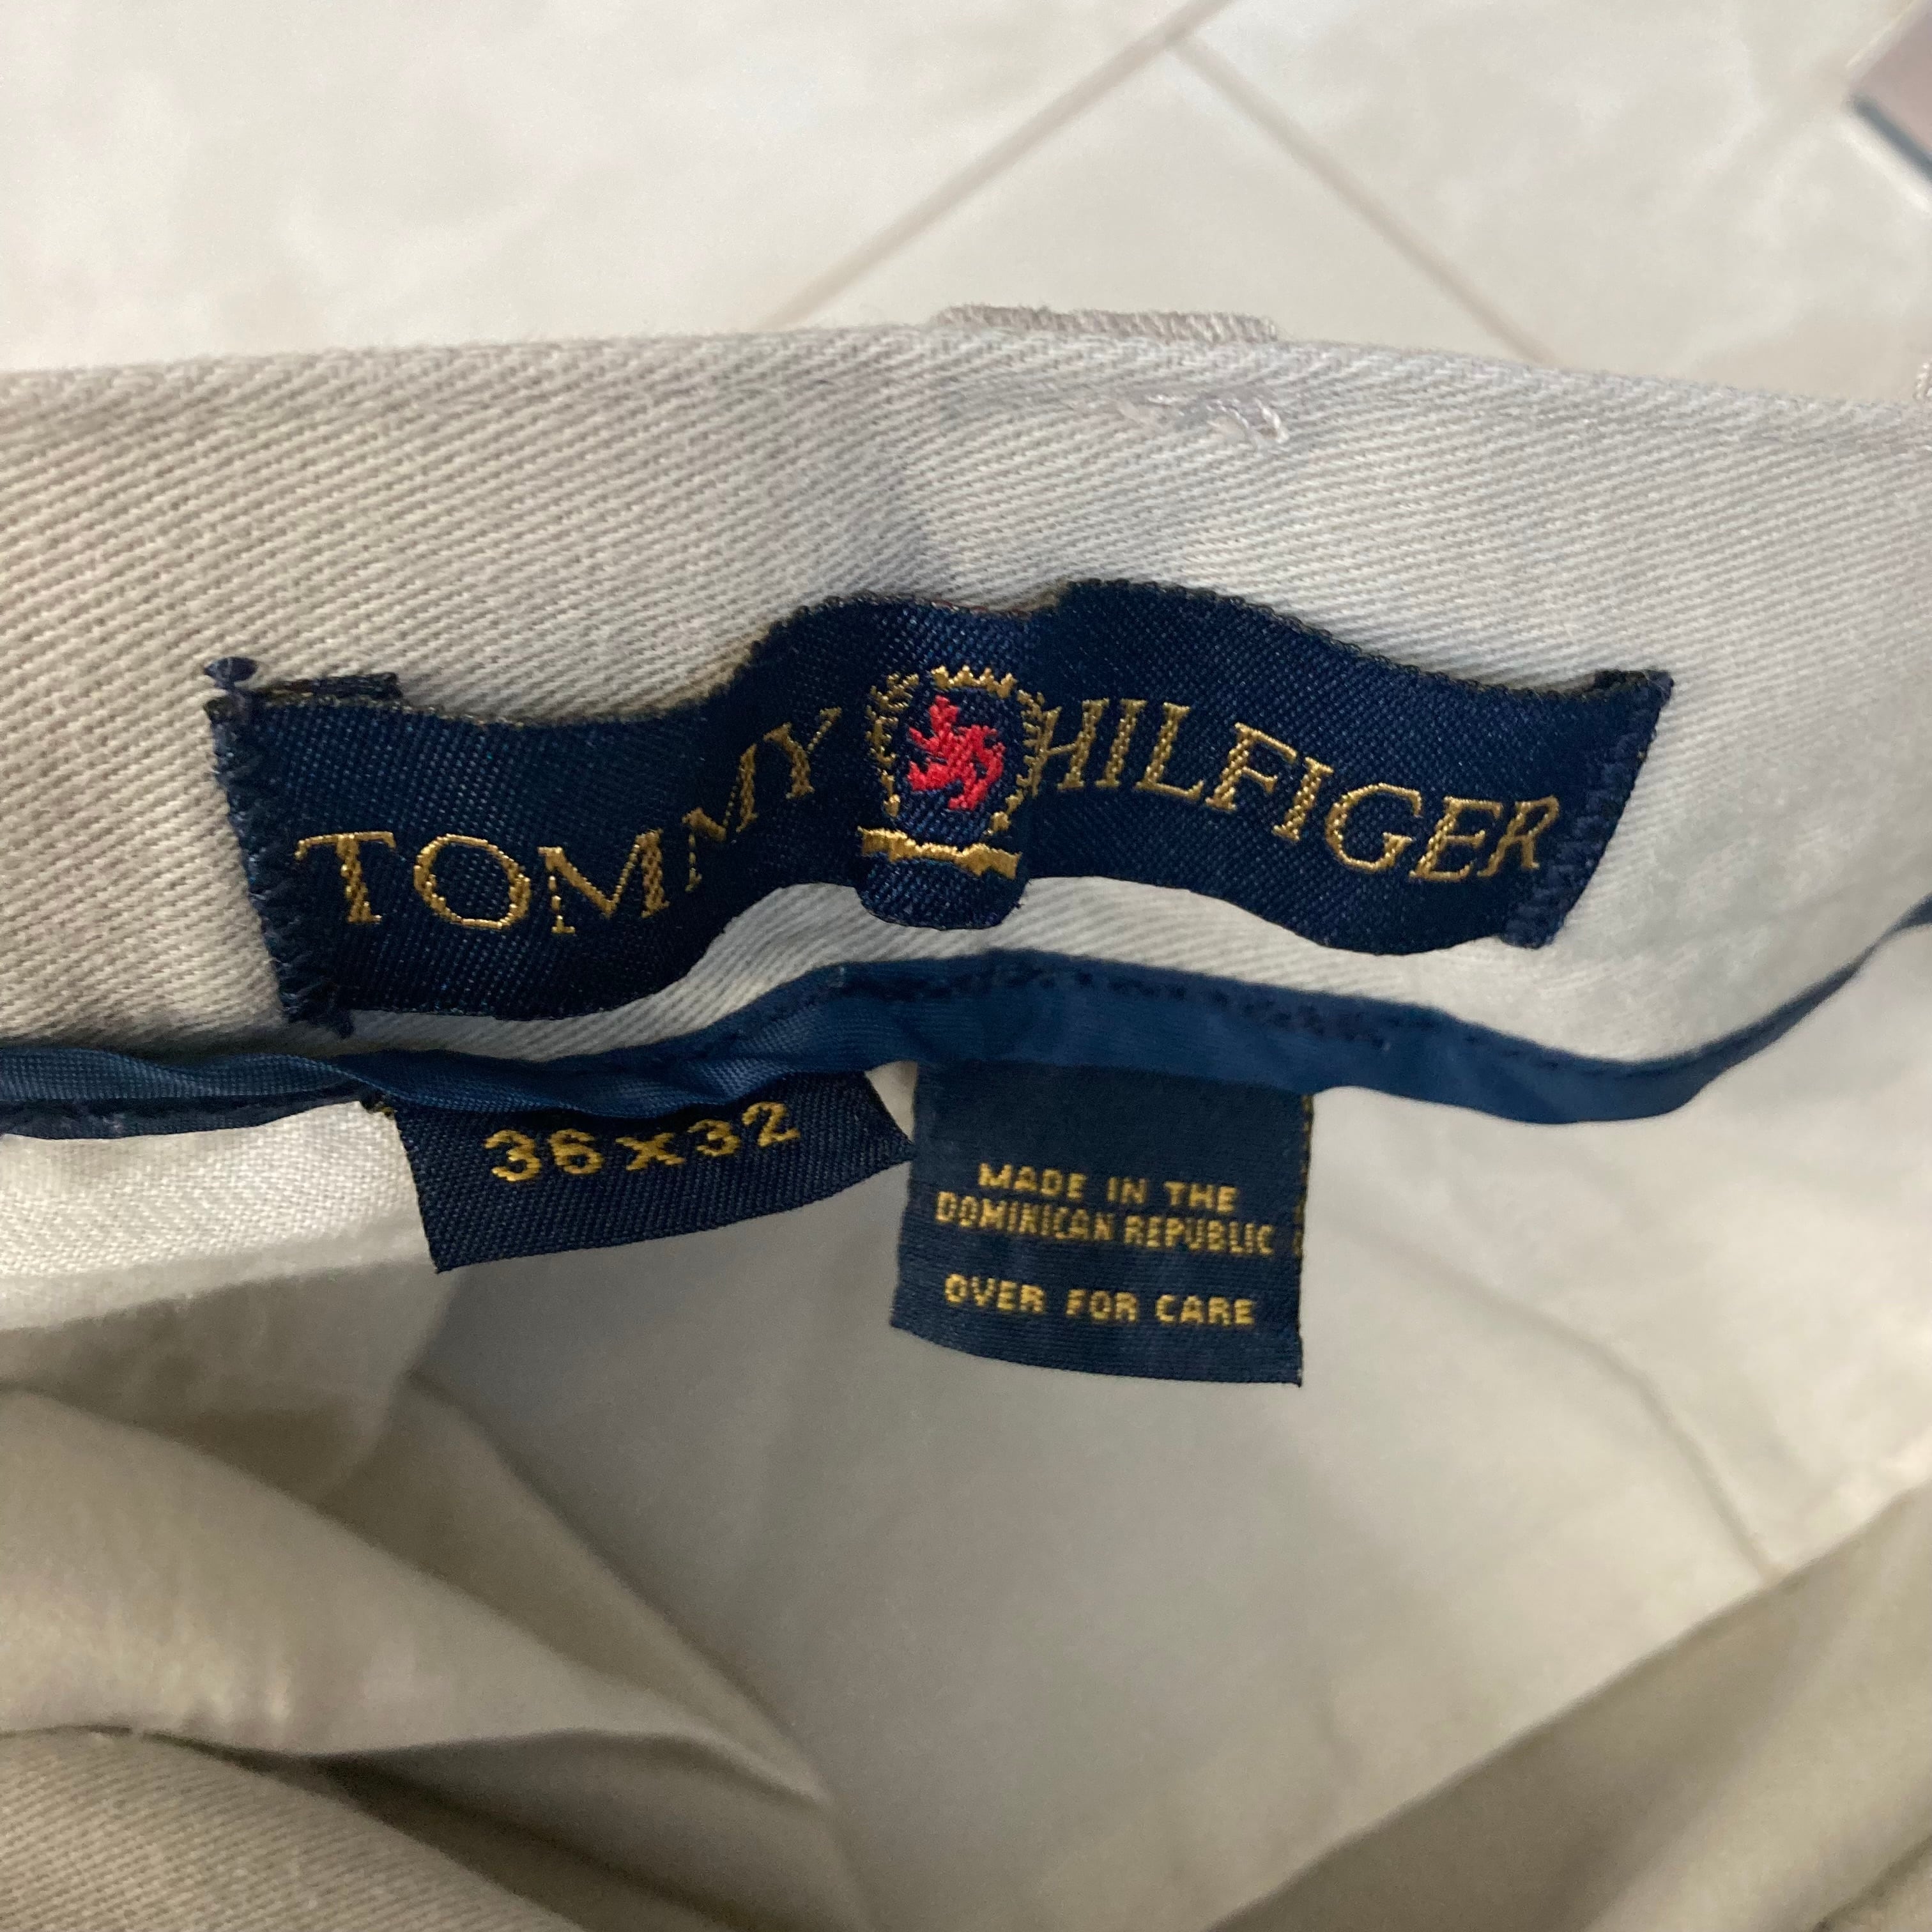 TOMMY HILFIGER
36x32
MADE IN THE
DOMINICAN REPUBLIC
OVER FOR CARE